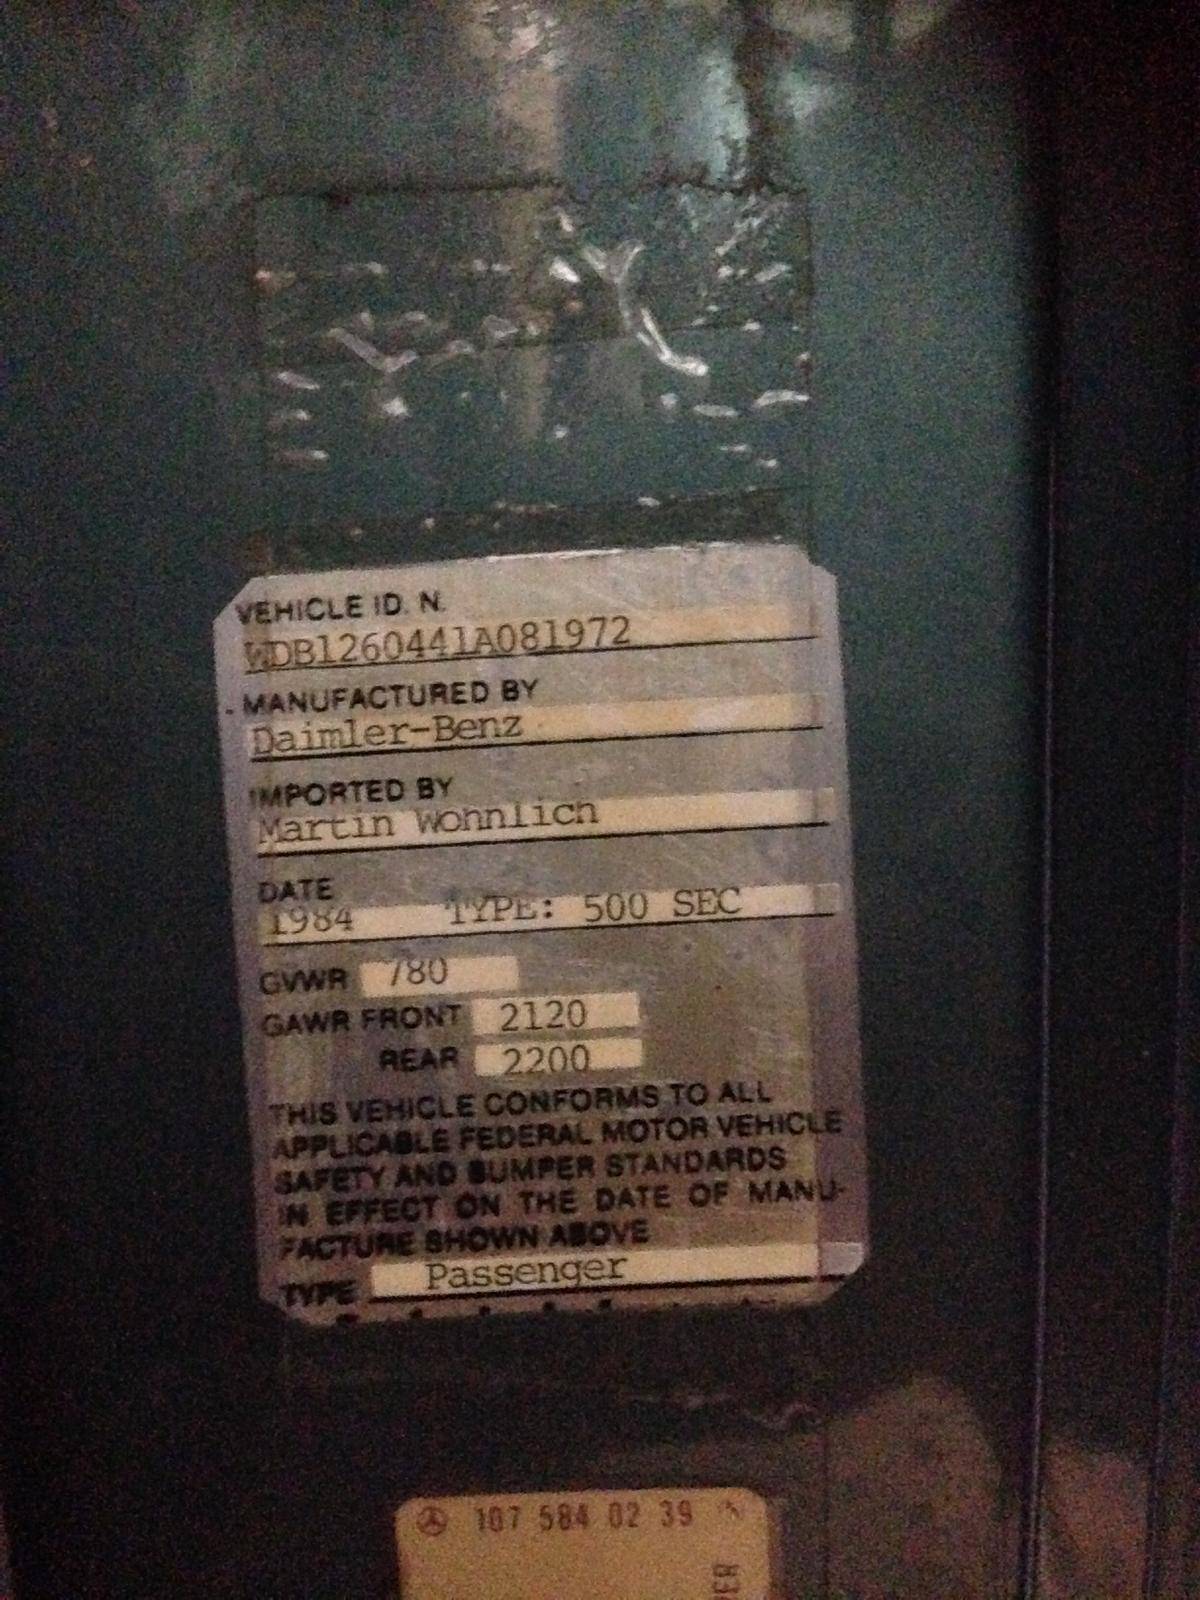 VEHICLE ID. N.
WDB1260441A081972
MANUFACTURED BY
Daimler-Benz
IMPORTED BY
Martin Wohnlich
DATE
1984 TYPE: 500 SEC
GVWR 780
GAWR FRONT 2120
REAR 2200
THIS VEHICLE CONFORMS TO ALL
APPLICABLE FEDERAL MOTOR VEHICLE
SAFETY AND BUMPER STANDARDS
IN EFFECT ON THE DATE OF MANU-
FACTURE SHOWN ABOVE
TYPE Passenger
107 584 02 39